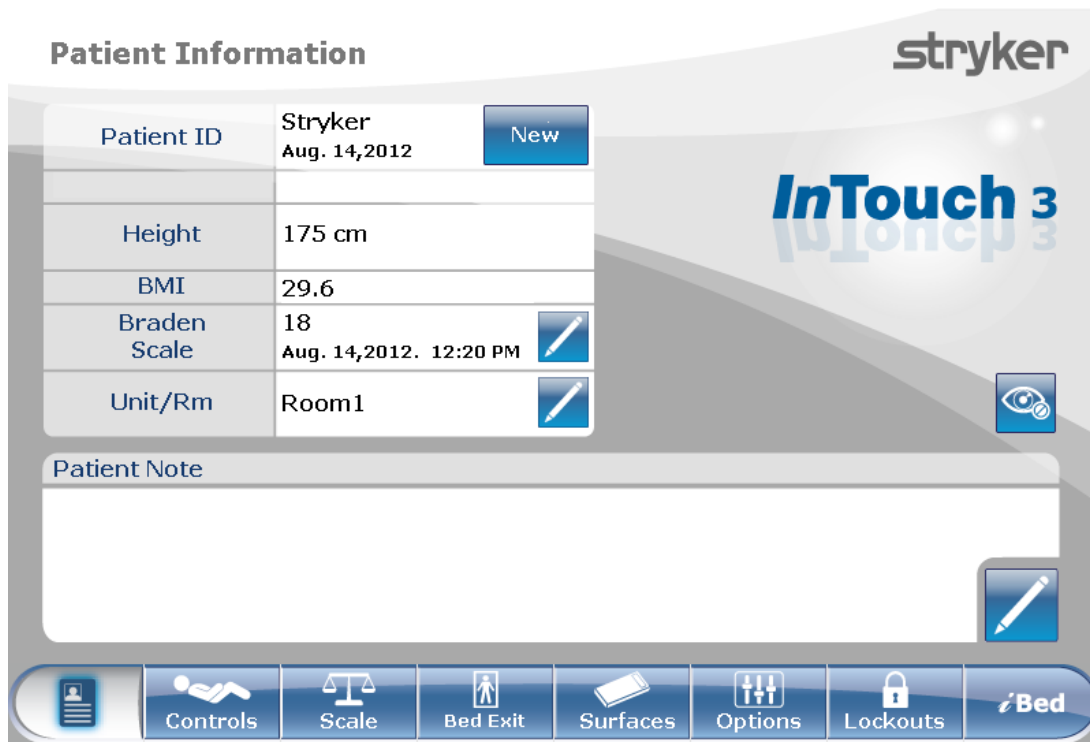 Patient Information
stryker
Patient ID
Stryker
Aug. 14,2012
New
InTouch 3
Height
175 cm
BMI
29.6
Braden
Scale
18
Aug. 14,2012. 12:20 PM
Unit/Rm
Room1
Patient Note
Controls
Scale
Bed Exit
Surfaces
Options
Lockouts
iBed